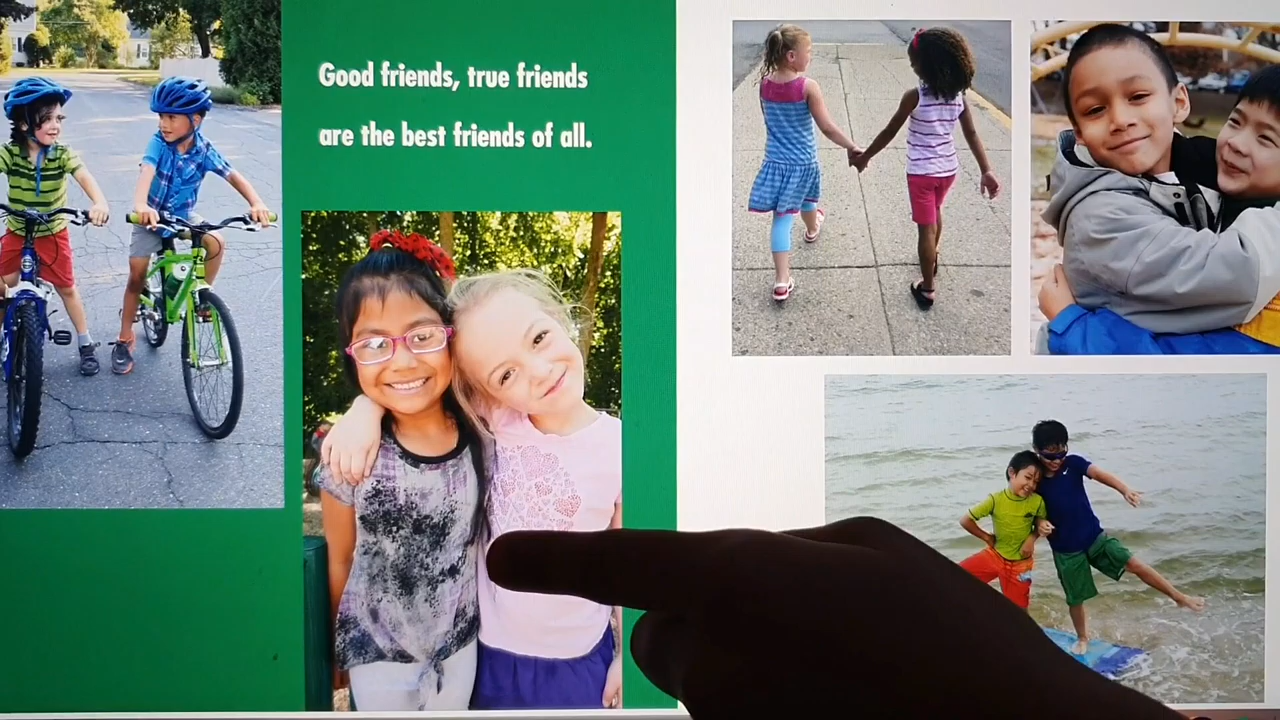 Good friends, true friends
are the best friends of all.